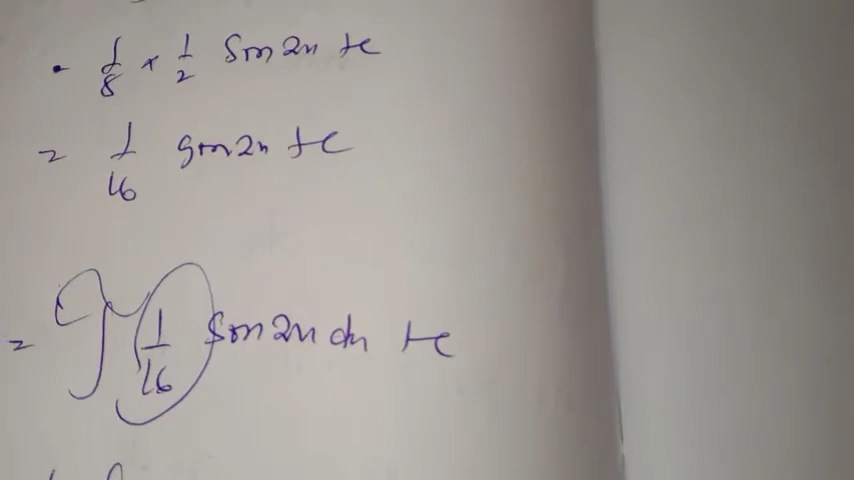 · 1/8 × 1/2 Sin2x +c
= 1/16 sin2x +c
= ∫ 1/16 Sin2x dx +c